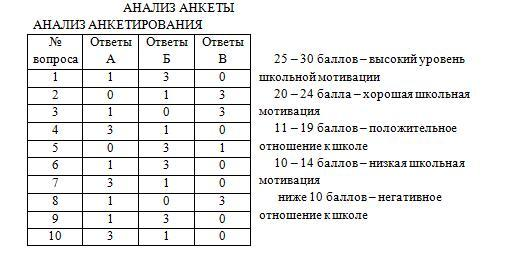 АНАЛИЗ АНКЕТЫ
АНАЛИЗ АНКЕТИРОВАНИЯ
№ вопроса Ответы А Ответы Б Ответы В
1 1 3 0
2 0 1 3
3 1 0 3
4 3 1 0
5 0 3 1
6 1 3 0
7 3 1 0
8 1 0 3
9 1 3 0
10 3 1 0
25 – 30 баллов – высокий уровень
школьной мотивации
20 – 24 балла – хорошая школьная
мотивация
11 – 19 баллов – положительное
отношение к школе
10 – 14 баллов – низкая школьная
мотивация
ниже 10 баллов – негативное
отношение к школе